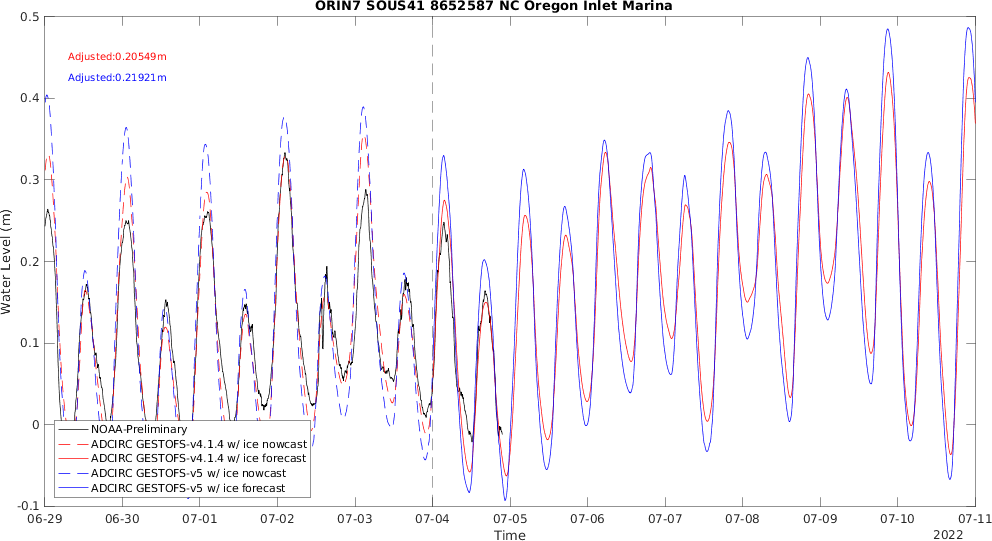 ORIN7 SOUS41 8652587 NC Oregon Inlet Marina
0.5
Adjusted:0.20549m
Adjusted:0.21921m
0.4
0.3
0.2
0.1
0
-0.1
Water Level (m)
NOAA-Preliminary
ADCIRC GESTOFS-v4.1.4 w/ ice nowcast
ADCIRC GESTOFS-v4.1.4 w/ ice forecast
ADCIRC GESTOFS-v5 w/ ice nowcast
ADCIRC GESTOFS-v5 w/ ice forecast
06-29 06-30 07-01 07-02 07-03 07-04 07-05 07-06 07-07 07-08 07-09 07-10 07-11
Time
2022